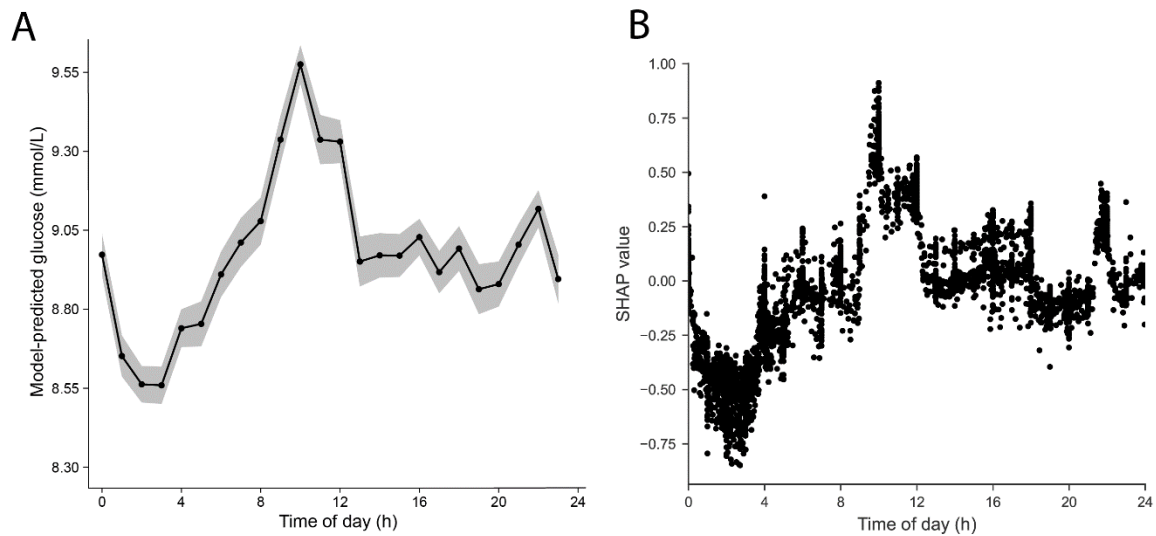 A
Model-predicted glucose (mmol/L)
9.55
9.30
9.05
8.80
8.55
8.30
0 4 8 12 16 20 24
Time of day (h)
B
SHAP value
1.00
0.75
0.50
0.25
0.00
−0.25
−0.50
−0.75
0 4 8 12 16 20 24
Time of day (h)